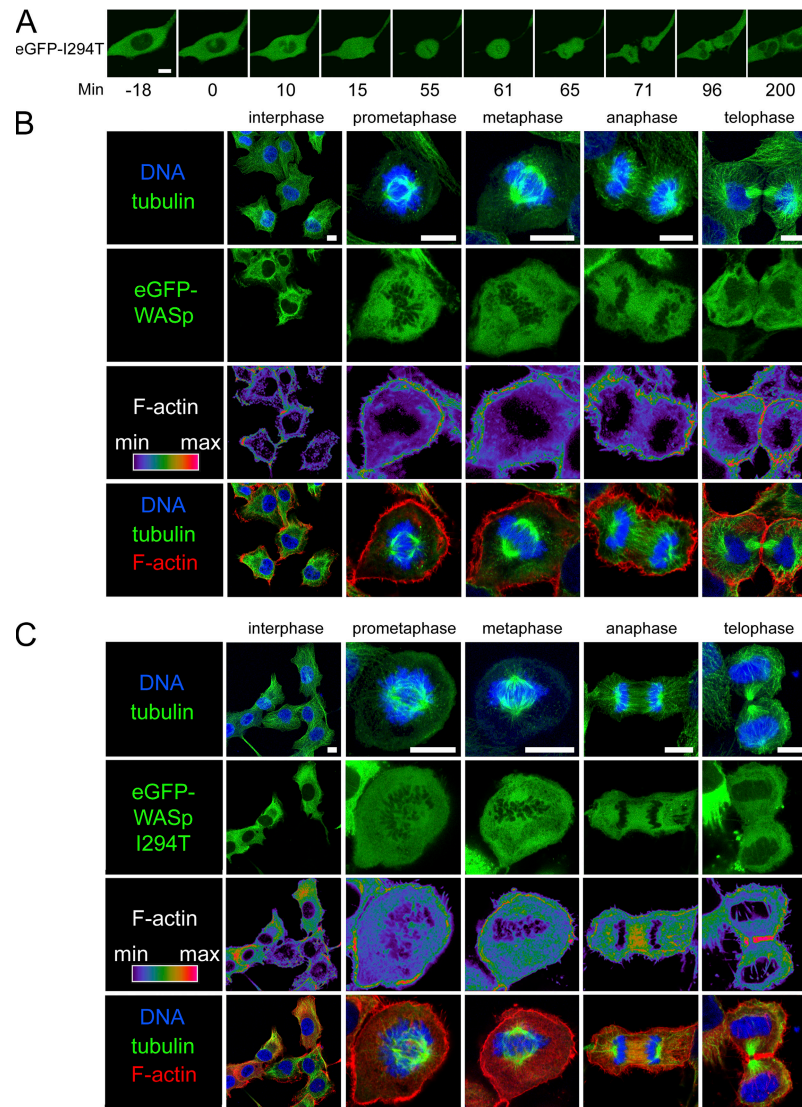 A
eGFP-I294T
Min -18 0 10 15 55 61 65 71 96 200
B
interphase prometaphase metaphase anaphase telophase
DNA
tubulin
eGFP-
WASp
F-actin
min max
DNA
tubulin
F-actin
C
interphase prometaphase metaphase anaphase telophase
DNA
tubulin
eGFP-
WASp
I294T
F-actin
min max
DNA
tubulin
F-actin